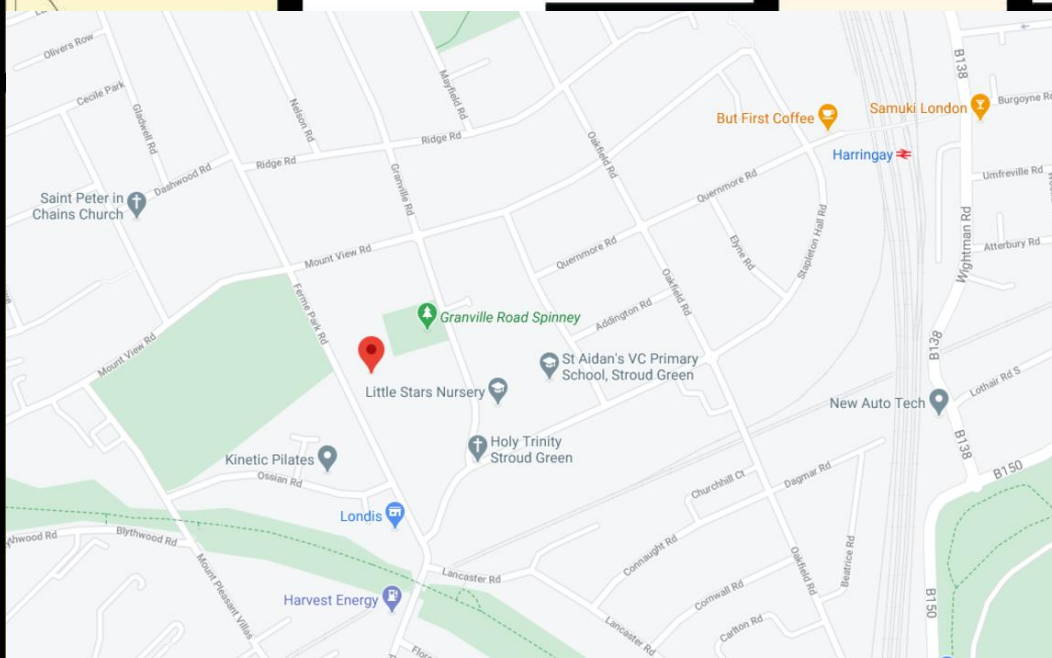 Olivers Row
Cecile Park
Gladwell Rd
Nelson Rd
Mayfield Rd
B138
Burgoyne Rd
Samuki London
But First Coffee
Harringay
Ridge Rd
Ridge Rd
Dashwood Rd
Granville Rd
Oakfield Rd
Quernmore Rd
Umfreville Rd
Saint Peter in
Chains Church
Stapleton Hall Rd
Wightman Rd
Atterbury Rd
Mount View Rd
Quernmore Rd
Elyne Rd
Ferme Park Rd
Oakfield Rd
Granville Road Spinney
Addington Rd
Mount View Rd
B138
St Aidan's VC Primary
School, Stroud Green
Little Stars Nursery
Lothair Rd S
New Auto Tech
Holy Trinity
Stroud Green
B138
Kinetic Pilates
Ossian Rd
B150
Churchhill Ct
Dagmar Rd
Londis
Blythwood Rd
ythwood Rd
Connaught Rd
Beatrice Rd
Oakfield Rd
Mount Pleasant Villas
Lancaster Rd
Harvest Energy
Cornwall Rd
B150
Lancaster Rd
Carlton Rd